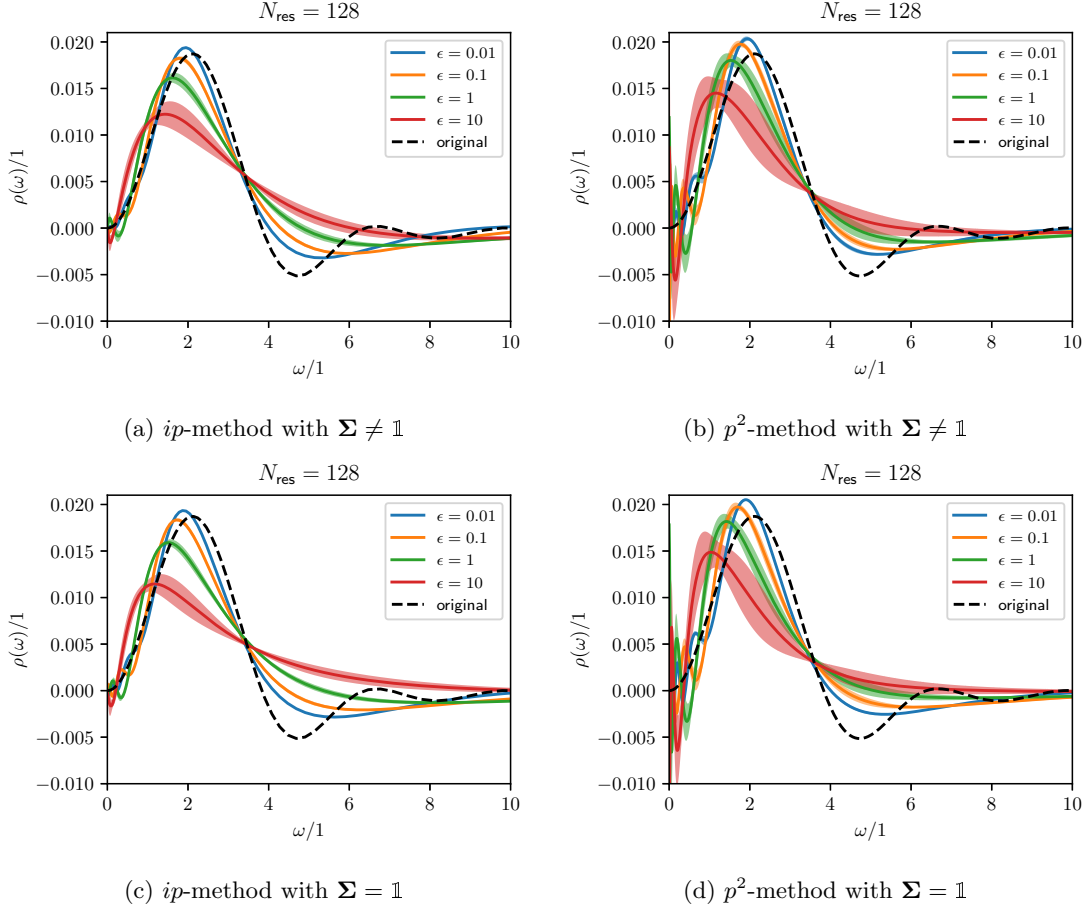 N_res = 128
0.020
0.015
0.010
0.005
0.000
−0.005
−0.010
ρ(ω)/1
0 2 4 6 8 10
ω/1
ϵ = 0.01
ϵ = 0.1
ϵ = 1
ϵ = 10
original
(a) ip-method with Σ ≠ 𝟙
N_res = 128
0.020
0.015
0.010
0.005
0.000
−0.005
−0.010
ρ(ω)/1
0 2 4 6 8 10
ω/1
ϵ = 0.01
ϵ = 0.1
ϵ = 1
ϵ = 10
original
(b) p²-method with Σ ≠ 𝟙
N_res = 128
0.020
0.015
0.010
0.005
0.000
−0.005
−0.010
ρ(ω)/1
0 2 4 6 8 10
ω/1
ϵ = 0.01
ϵ = 0.1
ϵ = 1
ϵ = 10
original
(c) ip-method with Σ = 𝟙
N_res = 128
0.020
0.015
0.010
0.005
0.000
−0.005
−0.010
ρ(ω)/1
0 2 4 6 8 10
ω/1
ϵ = 0.01
ϵ = 0.1
ϵ = 1
ϵ = 10
original
(d) p²-method with Σ = 𝟙